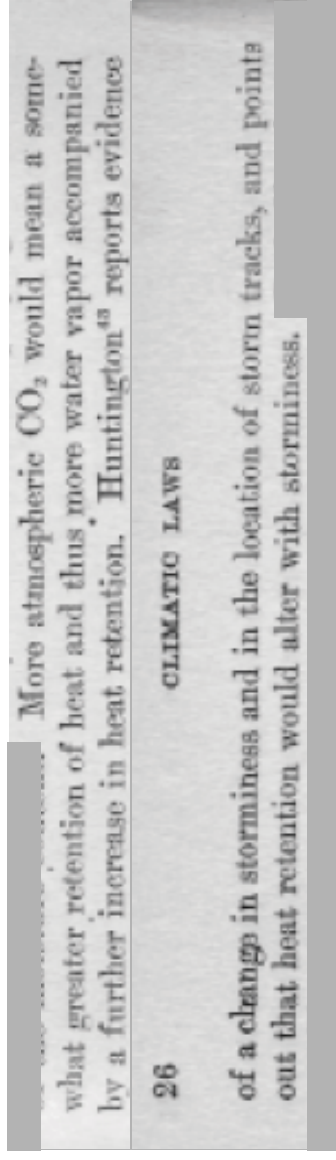 More atmospheric CO₂ would mean a some-
what greater retention of heat and thus more water vapor accompanied
by a further increase in heat retention. Huntington⁴³ reports evidence
26 CLIMATIC LAWS
of a change in storminess and in the location of storm tracks, and points
out that heat retention would alter with storminess.